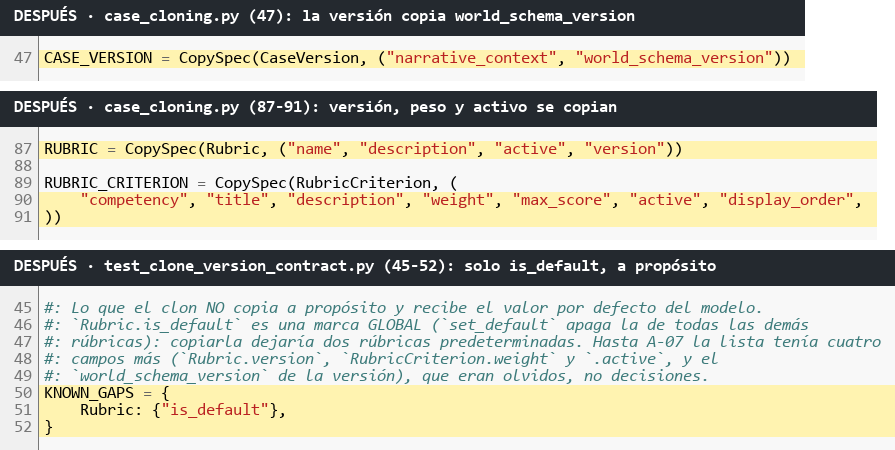 DESPUÉS · case_cloning.py (47): la versión copia world_schema_version
47 CASE_VERSION = CopySpec(CaseVersion, ("narrative_context", "world_schema_version"))
DESPUÉS · case_cloning.py (87-91): versión, peso y activo se copian
87 RUBRIC = CopySpec(Rubric, ("name", "description", "active", "version"))
88
89 RUBRIC_CRITERION = CopySpec(RubricCriterion, (
90     "competency", "title", "description", "weight", "max_score", "active", "display_order",
91 ))
DESPUÉS · test_clone_version_contract.py (45-52): solo is_default, a propósito
45 #: Lo que el clon NO copia a propósito y recibe el valor por defecto del modelo.
46 #: `Rubric.is_default` es una marca GLOBAL (`set_default` apaga la de todas las demás
47 #: rúbricas): copiarla dejaría dos rúbricas predeterminadas. Hasta A-07 la lista tenía cuatro
48 #: campos más (`Rubric.version`, `RubricCriterion.weight` y `.active`, y el
49 #: `world_schema_version` de la versión), que eran olvidos, no decisiones.
50 KNOWN_GAPS = {
51     Rubric: {"is_default"},
52 }